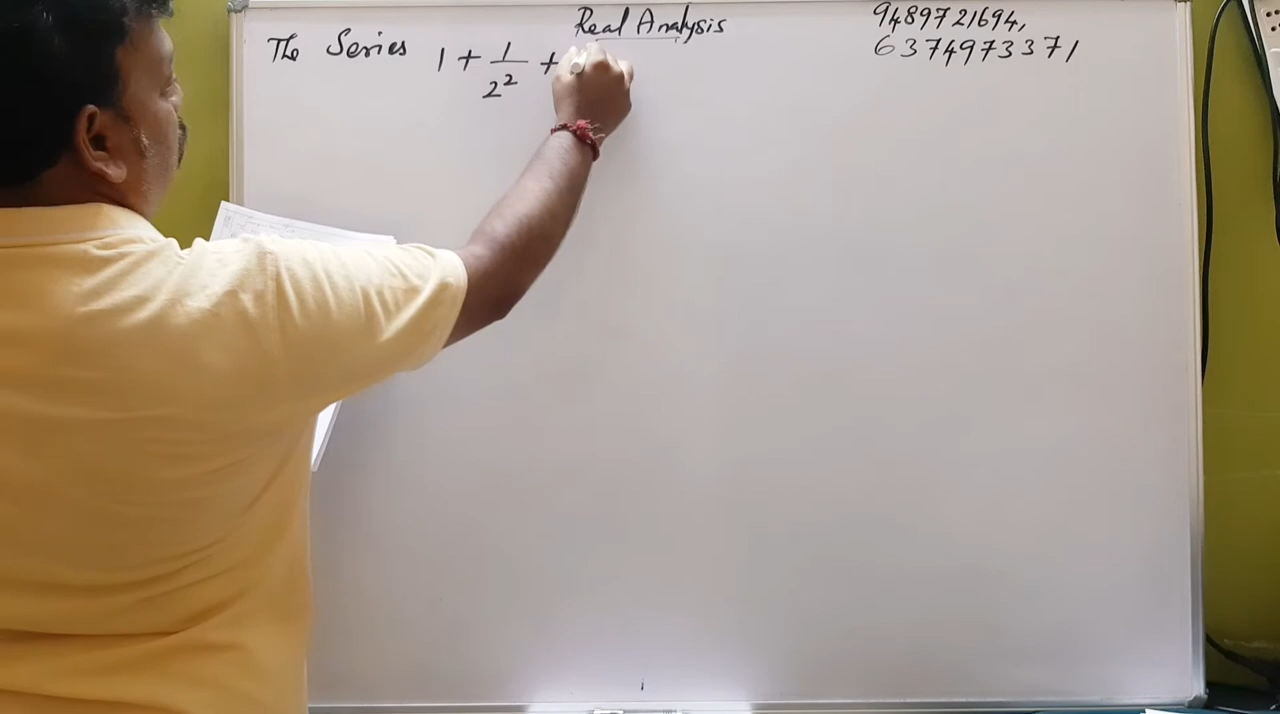 Real Analysis
9489721694,
6374973371
The Series 1 + 1/2² +